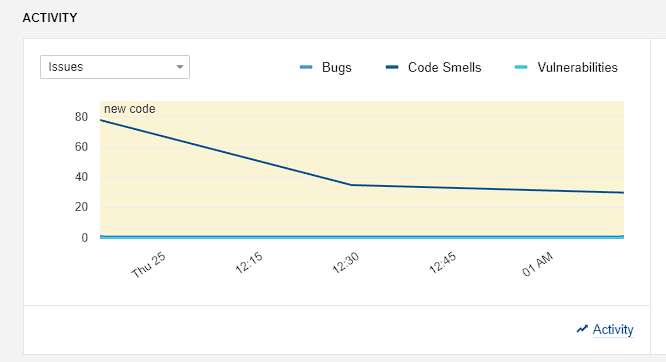 ACTIVITY
Issues
Bugs
Code Smells
Vulnerabilities
new code
80
60
40
20
0
Thu 25
12:15
12:30
12:45
01 AM
Activity